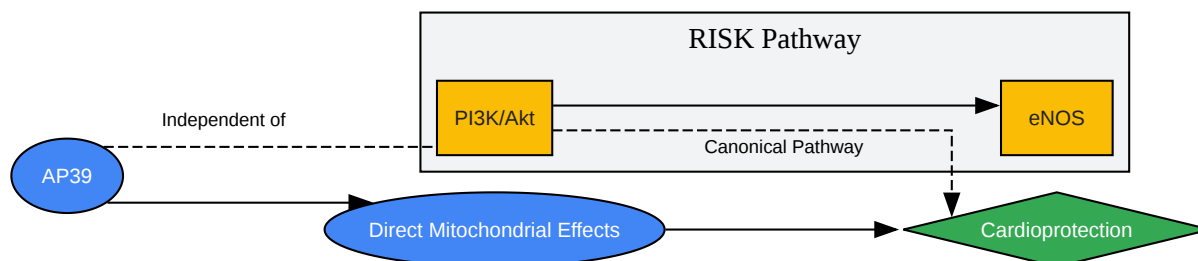 RISK Pathway
Independent of
PI3K/Akt
eNOS
Canonical Pathway
AP39
Direct Mitochondrial Effects
Cardioprotection